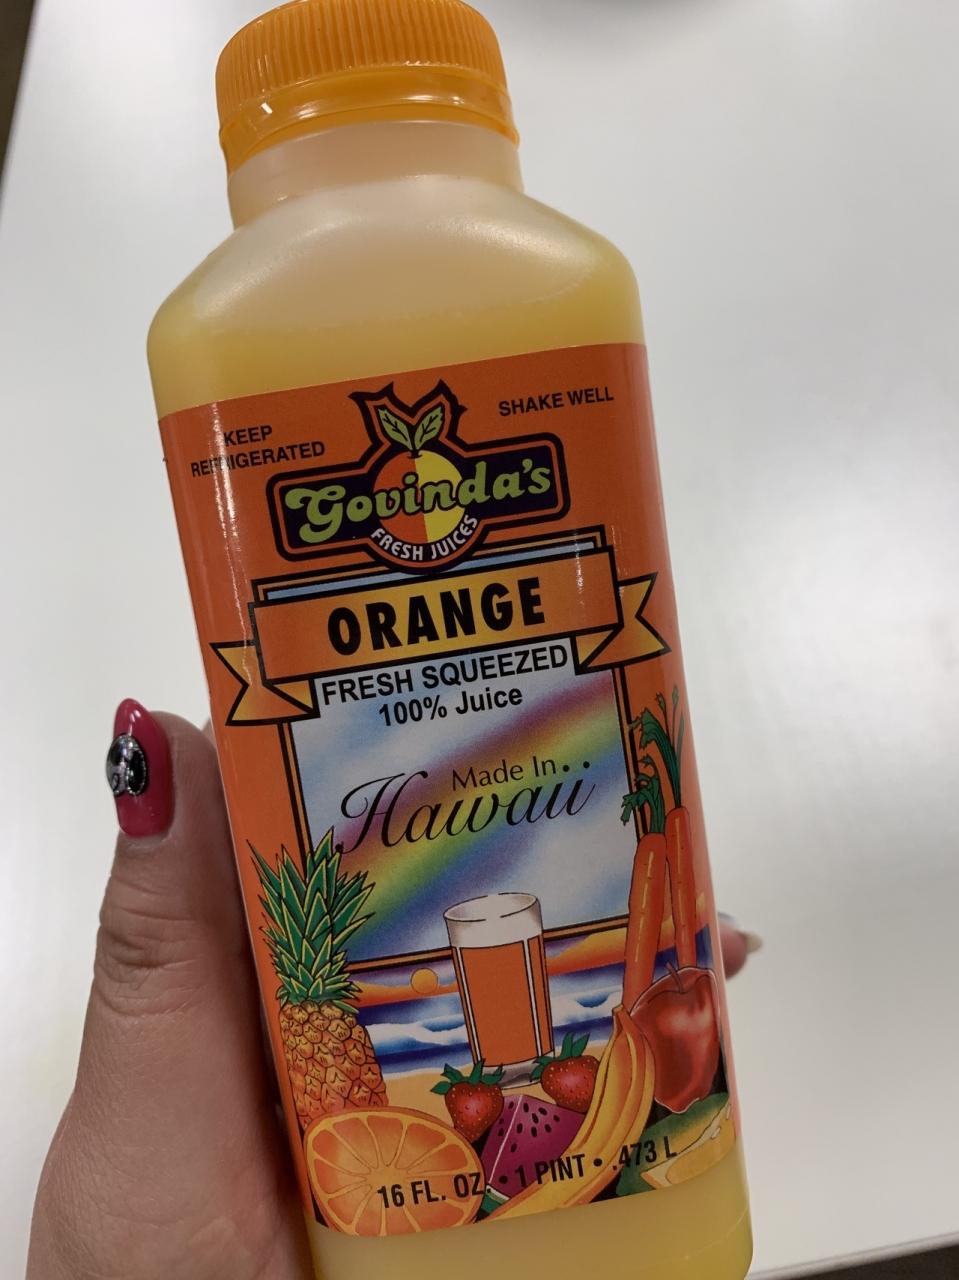 KEEP
REFRIGERATED
SHAKE WELL
Govinda's
FRESH JUICES
ORANGE
FRESH SQUEEZED
100% Juice
Made In
Hawaii
16 FL. OZ. • 1 PINT • .473 L